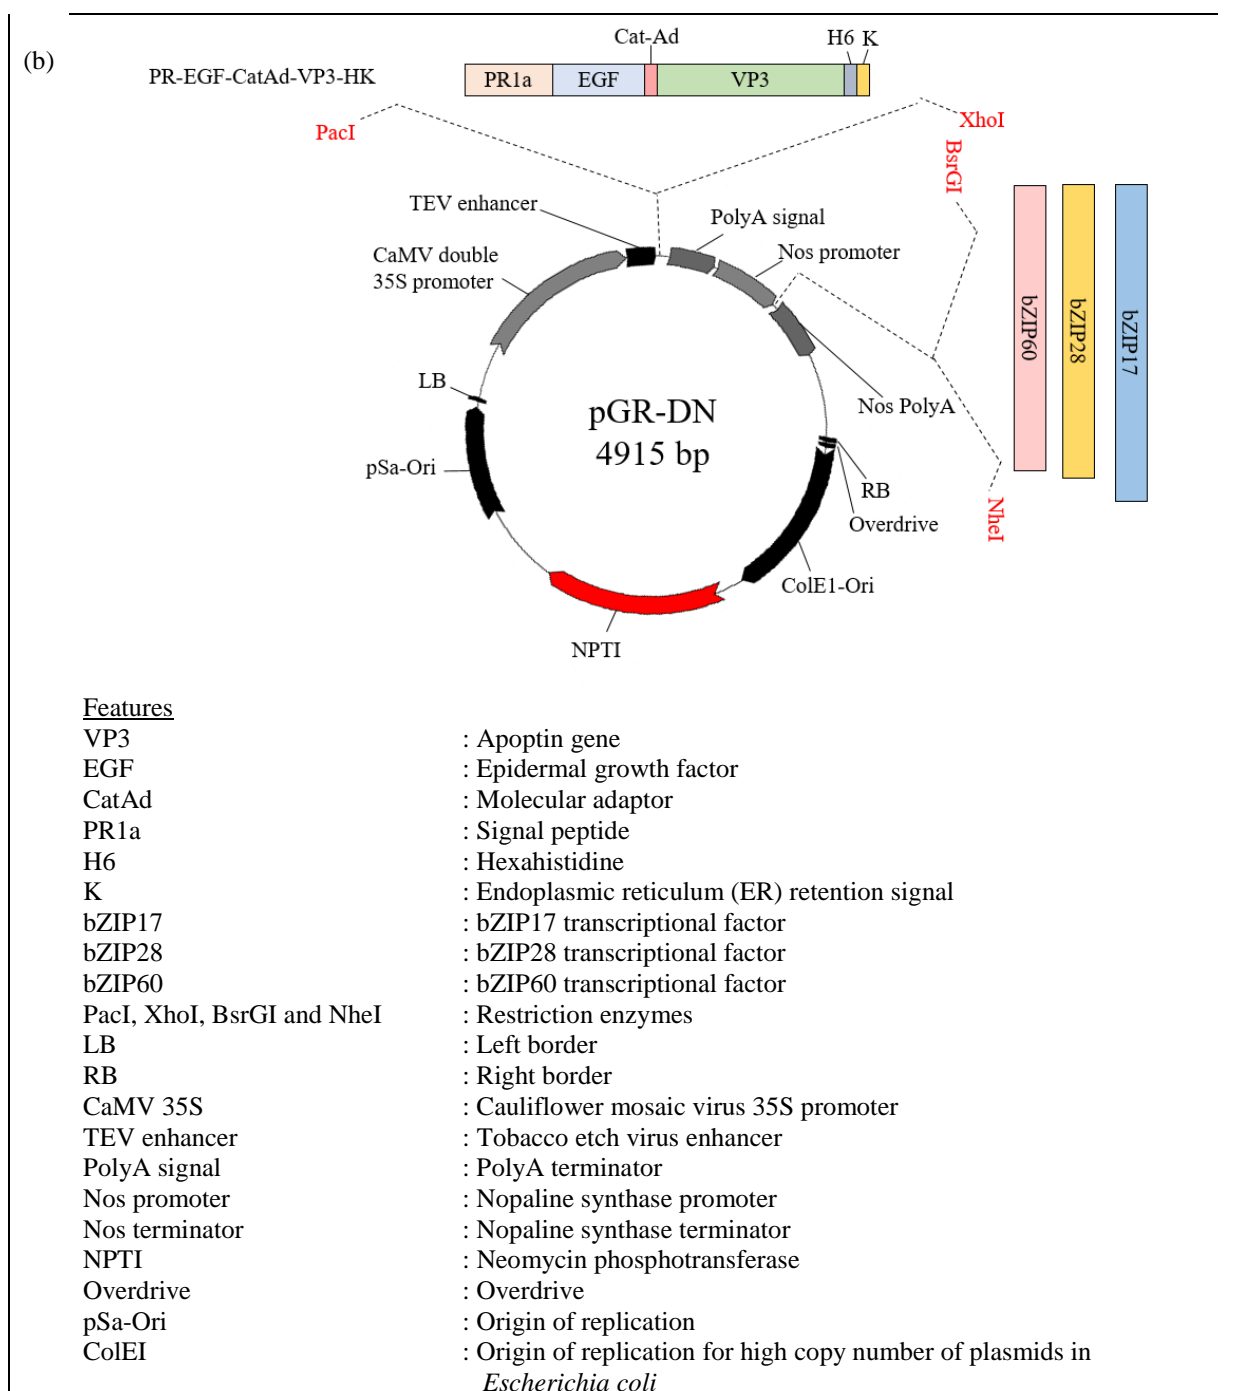 (b)
Cat-Ad
H6 K
PR-EGF-CatAd-VP3-HK
PR1a
EGF
VP3
PacI
XhoI
BsrGI
TEV enhancer
PolyA signal
CaMV double
35S promoter
Nos promoter
bZIP60
bZIP28
bZIP17
LB
pGR-DN
4915 bp
Nos PolyA
pSa-Ori
RB
Overdrive
NheI
ColE1-Ori
NPTI
Features
VP3 : Apoptin gene
EGF : Epidermal growth factor
CatAd : Molecular adaptor
PR1a : Signal peptide
H6 : Hexahistidine
K : Endoplasmic reticulum (ER) retention signal
bZIP17 : bZIP17 transcriptional factor
bZIP28 : bZIP28 transcriptional factor
bZIP60 : bZIP60 transcriptional factor
PacI, XhoI, BsrGI and NheI : Restriction enzymes
LB : Left border
RB : Right border
CaMV 35S : Cauliflower mosaic virus 35S promoter
TEV enhancer : Tobacco etch virus enhancer
PolyA signal : PolyA terminator
Nos promoter : Nopaline synthase promoter
Nos terminator : Nopaline synthase terminator
NPTI : Neomycin phosphotransferase
Overdrive : Overdrive
pSa-Ori : Origin of replication
ColEI : Origin of replication for high copy number of plasmids in
Escherichia coli